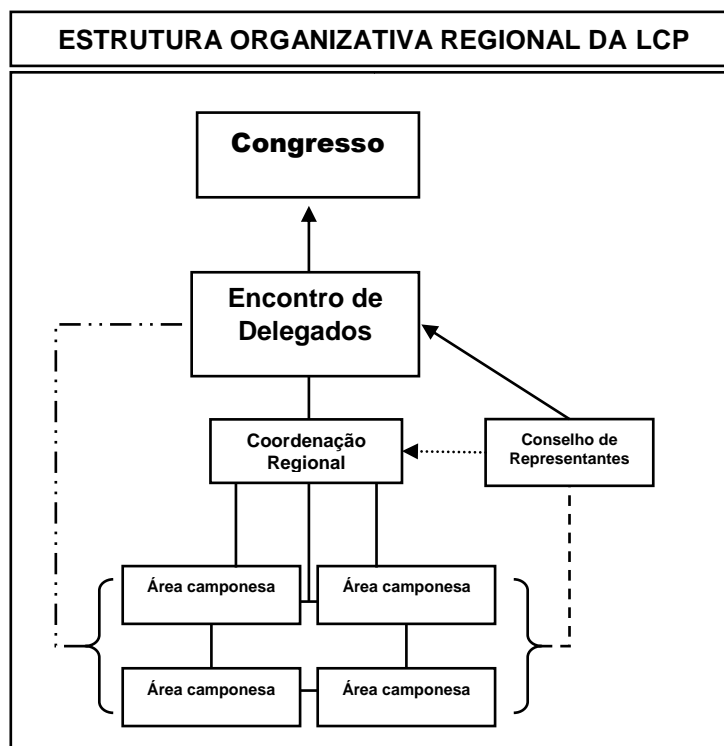 ESTRUTURA ORGANIZATIVA REGIONAL DA LCP
Congresso
Encontro de
Delegados
Coordenação
Regional
Conselho de
Representantes
Área camponesa
Área camponesa
Área camponesa
Área camponesa